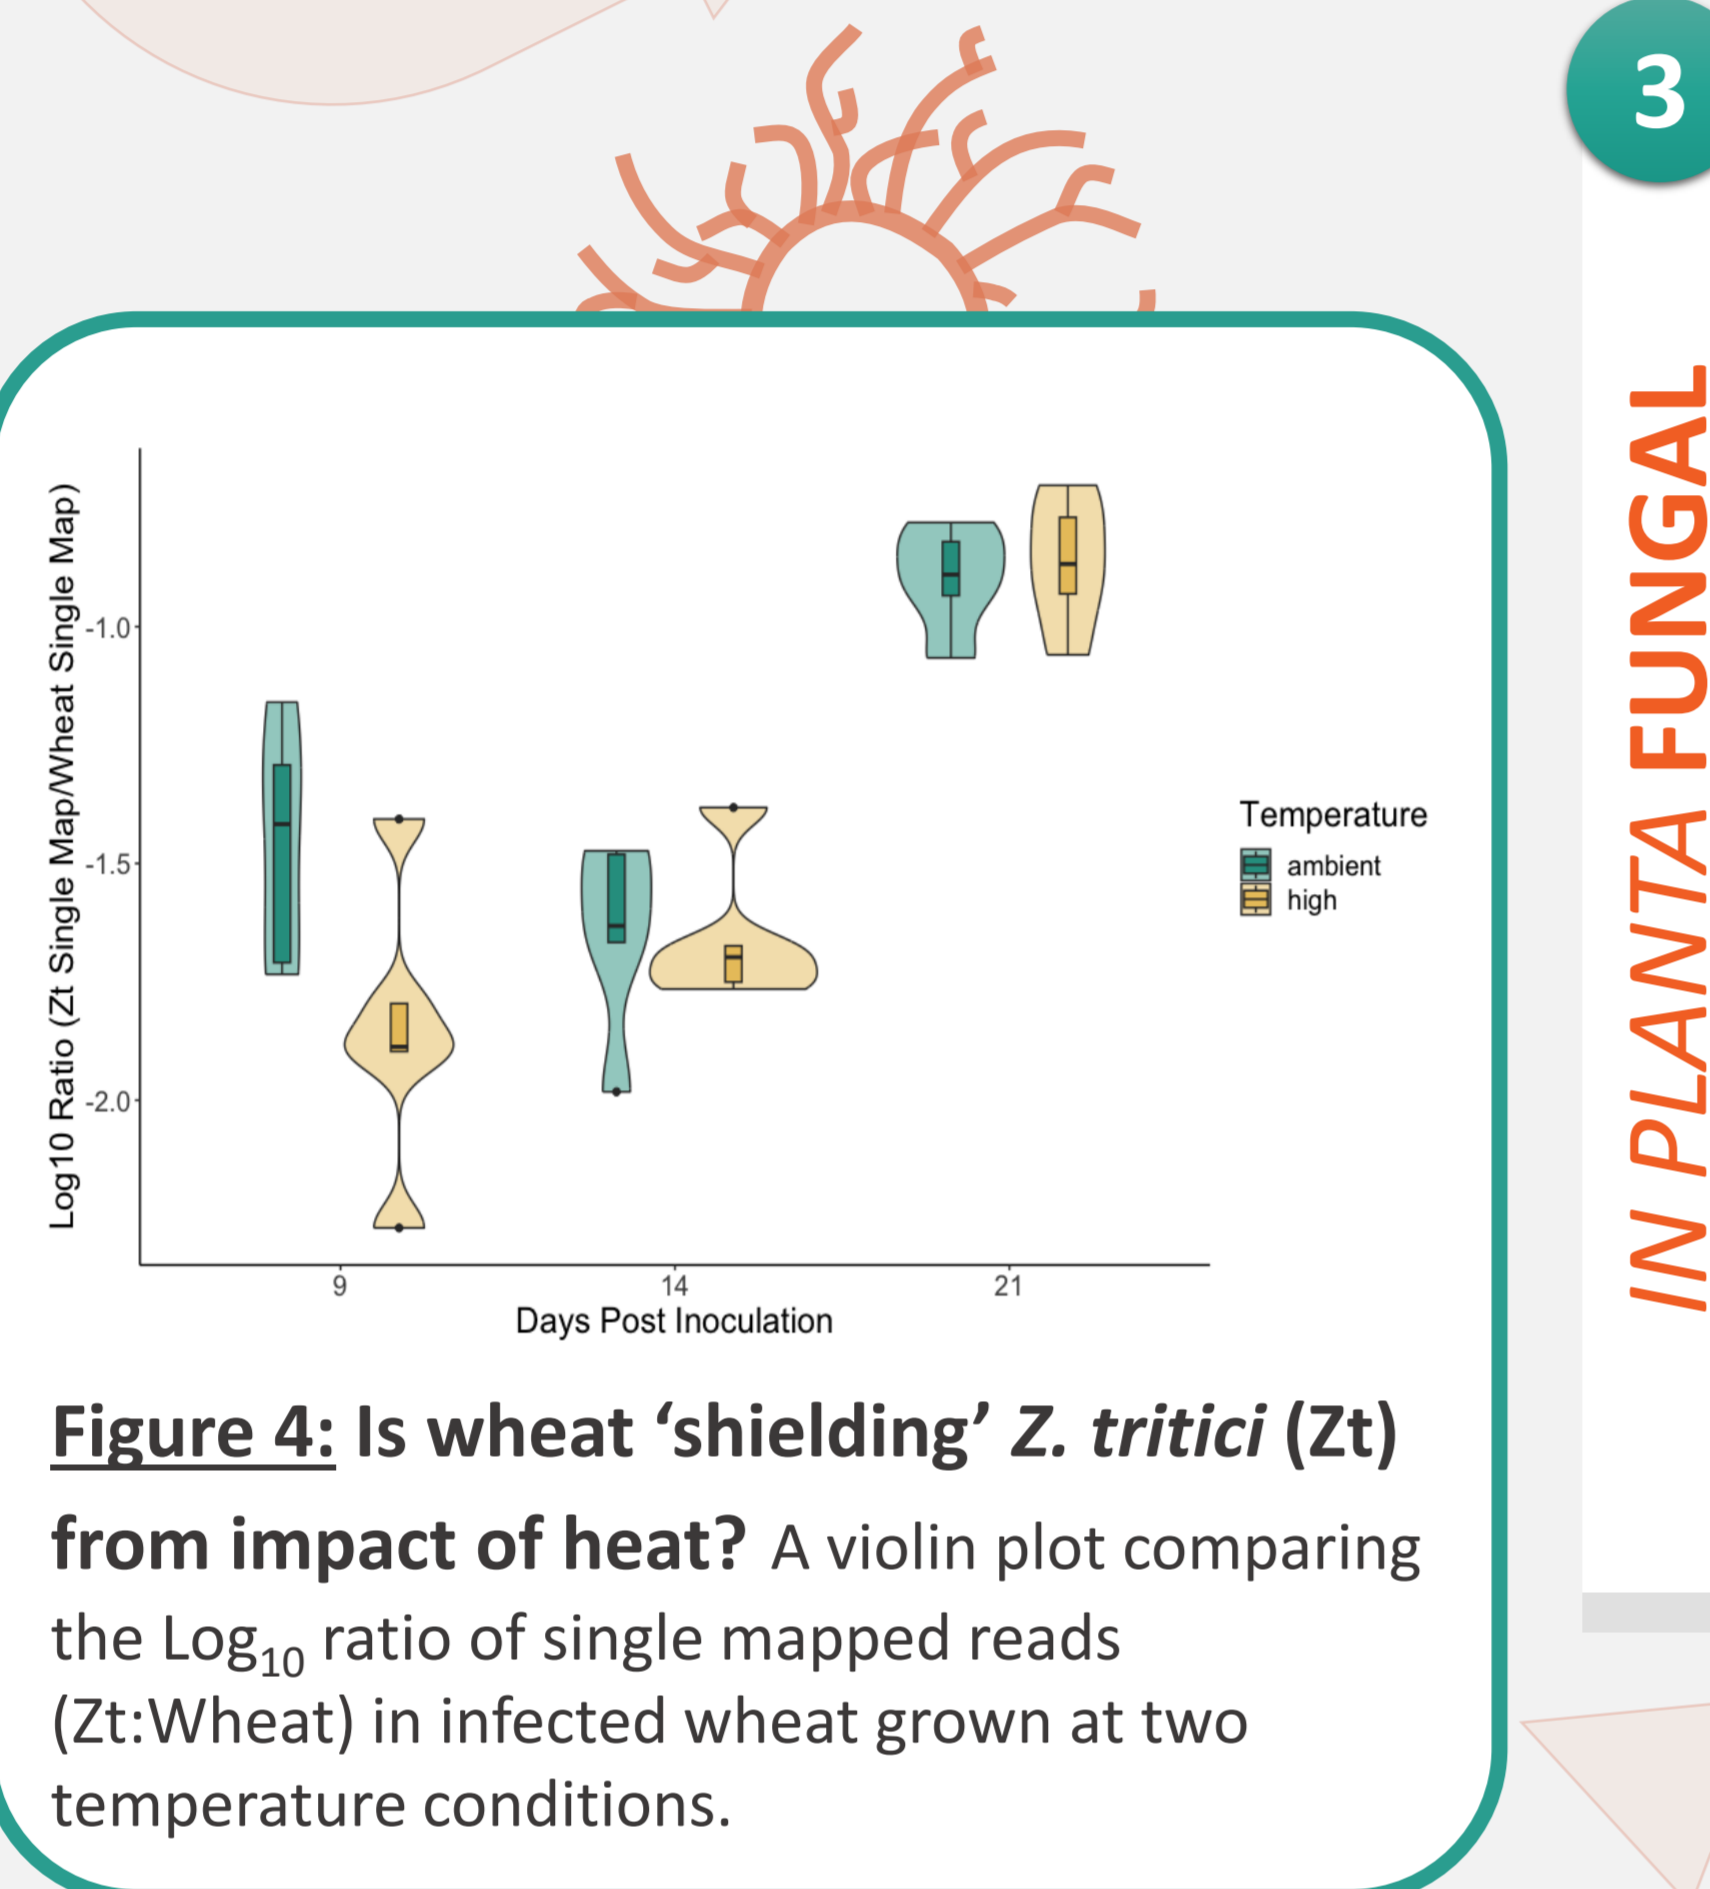 3
IN PLANTA FUNGAL
Log10 Ratio (Zt Single Map/Wheat Single Map)
-1.0
-1.5
-2.0
9 14 21
Days Post Inoculation
Temperature
ambient
high
Figure 4: Is wheat ‘shielding’ Z. tritici (Zt)
from impact of heat? A violin plot comparing
the Log10 ratio of single mapped reads
(Zt:Wheat) in infected wheat grown at two
temperature conditions.